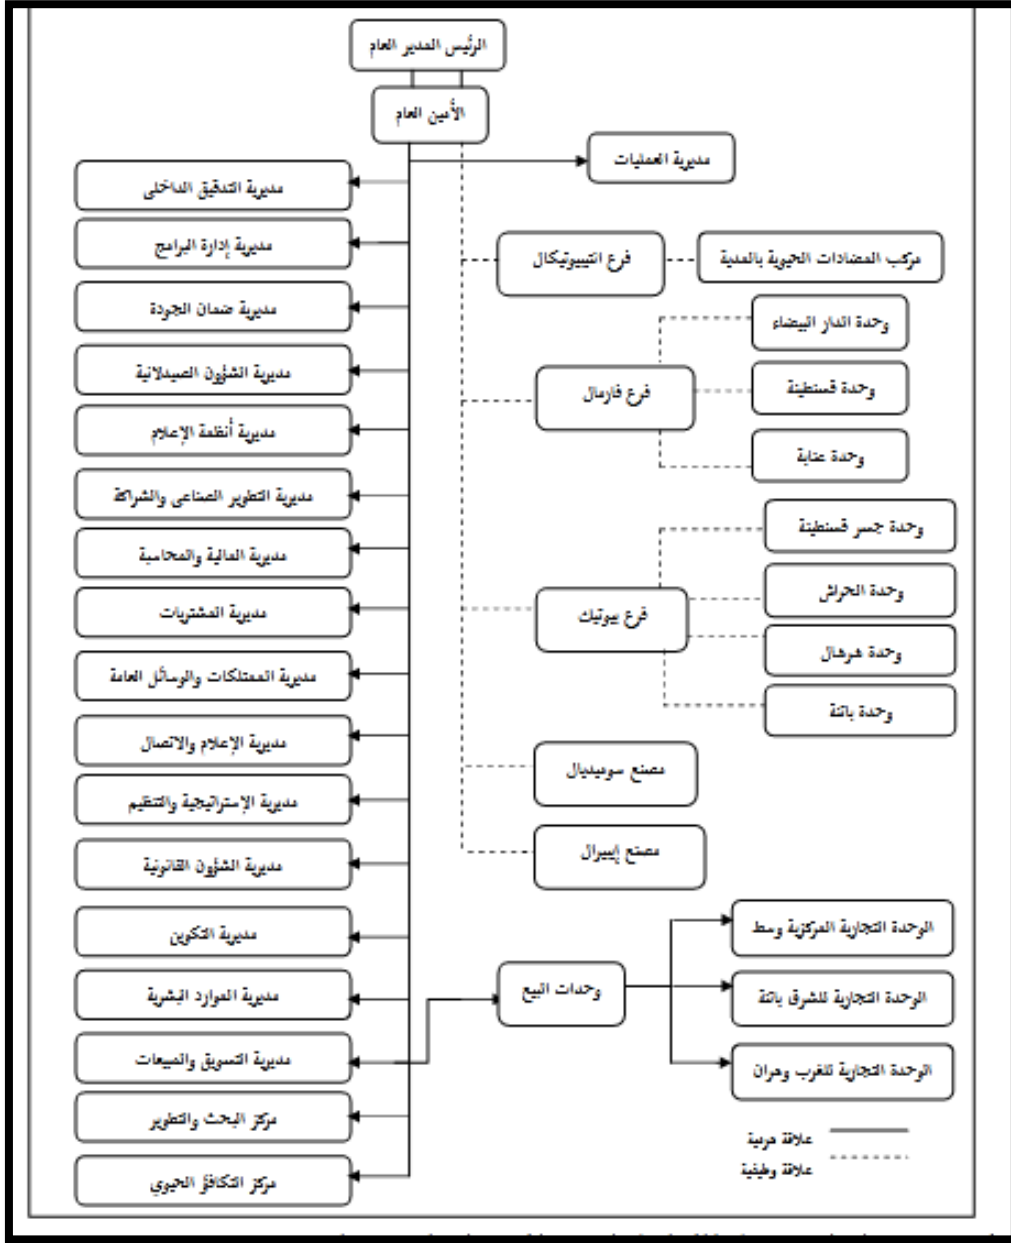 الرئيس المدير العام
الأمين العام
مديرية العمليات
مديرية التدقيق الداخلي
مديرية إدارة البرامج
مديرية ضمان الجودة
مديرية الشؤون الصيدلانية
مديرية أنظمة الإعلام
مديرية التطوير الصناعي والشراكة
مديرية المالية والمحاسبة
مديرية المشتريات
مديرية الممتلكات والوسائل العامة
مديرية الإعلام والاتصال
مديرية الإستراتيجية والتنظيم
مديرية الشؤون القانونية
مديرية التكوين
مديرية الموارد البشرية
مديرية التسويق والمبيعات
مركز البحث والتطوير
مركز التكافؤ الحيوي
فرع انتيبيوتيكال
مركب المضادات الحيوية بالمدية
فرع فارمال
وحدة الدار البيضاء
وحدة قسنطينة
وحدة عنابة
فرع بيوتيك
وحدة جسر قسنطينة
وحدة الحراش
وحدة شرشال
وحدة باتنة
مصنع سوميديال
مصنع إيبيرال
وحدات البيع
الوحدة التجارية المركزية وسط
الوحدة التجارية للشرق باتنة
الوحدة التجارية للغرب وهران
علاقة هرمية
علاقة وظيفية